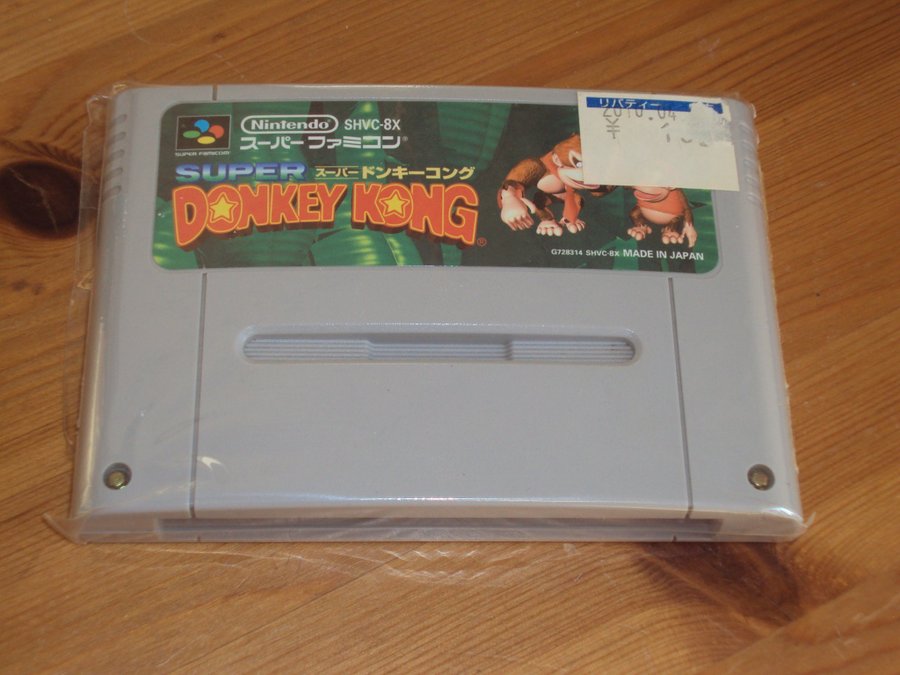 SUPER FAMICOM
Nintendo® SHVC-8X
スーパーファミコン®
SUPER スーパードンキーコング
DONKEY KONG®
G728314 SHVC-8X MADE IN JAPAN
リバティー
¥